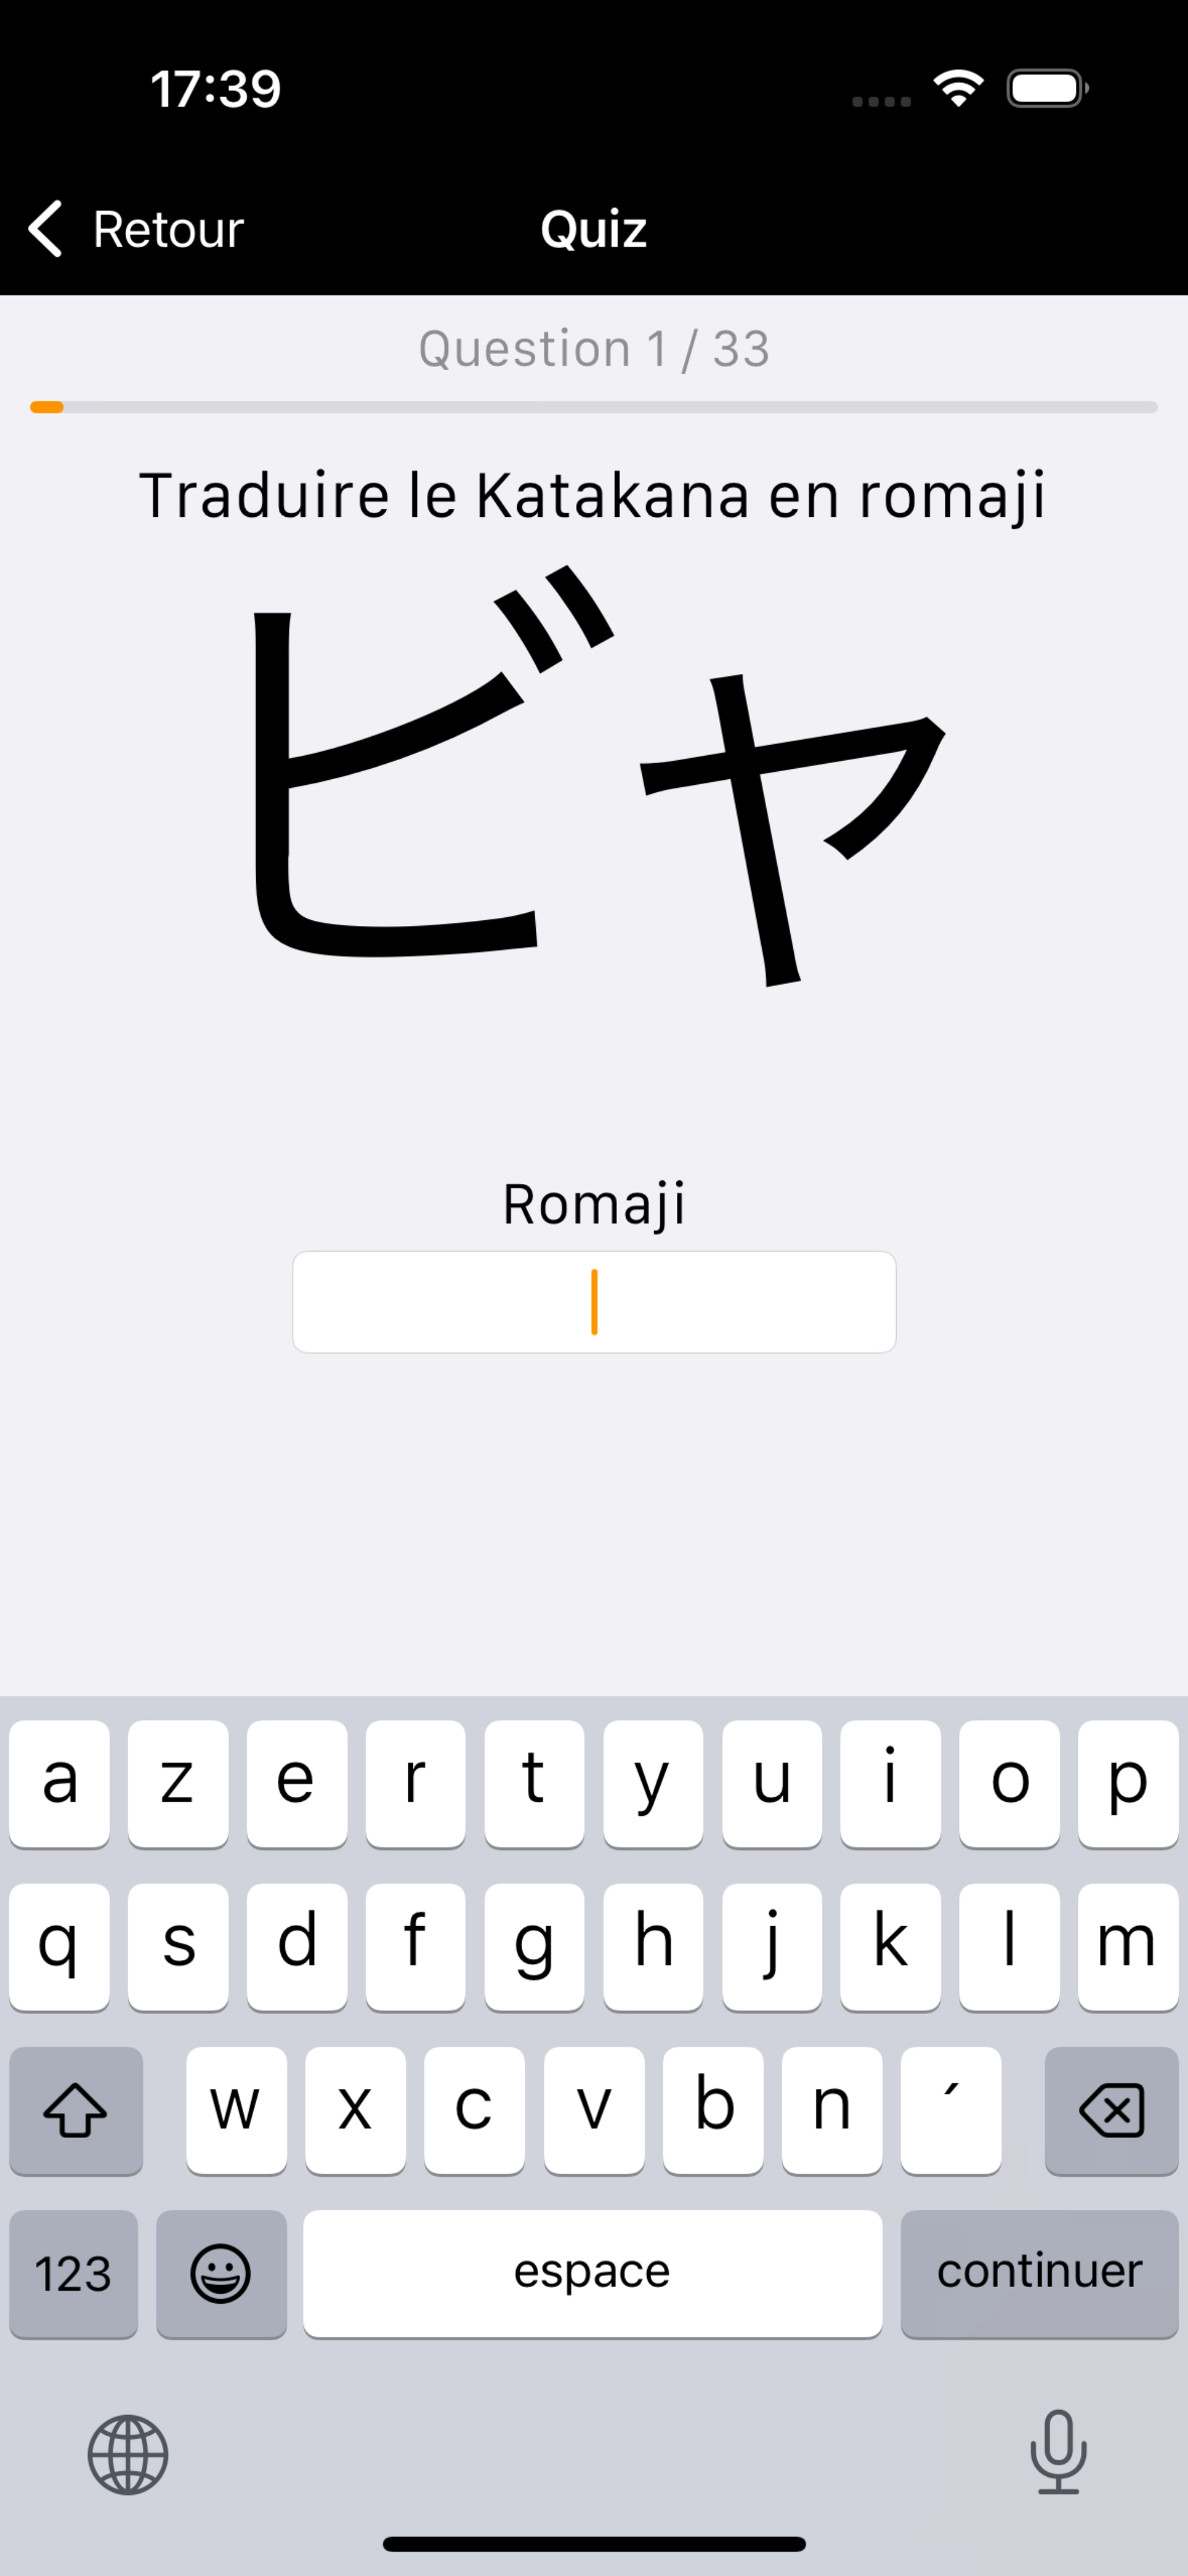 17:39
Retour
Quiz
Question 1 / 33
Traduire le Katakana en romaji
ビャ
Romaji
a z e r t y u i o p
q s d f g h j k l m
w x c v b n ´
123 espace continuer